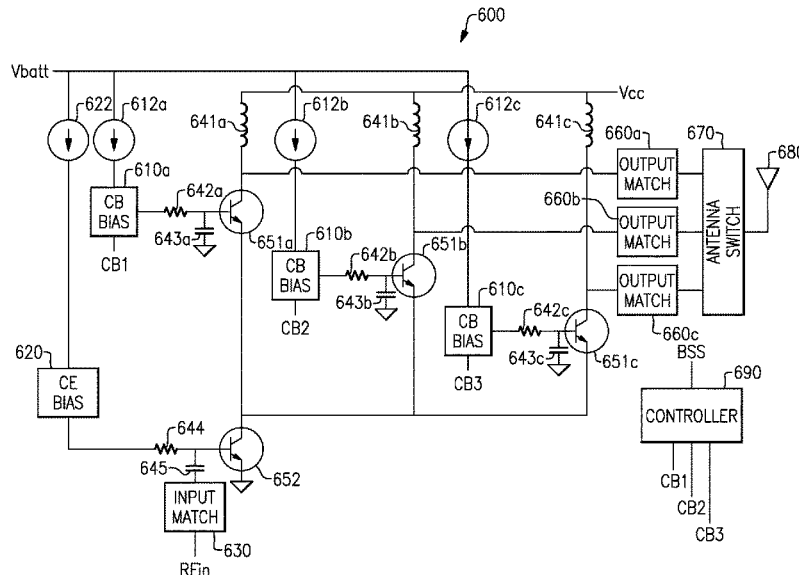 600
Vbatt
622
612a
612b
612c
Vcc
641a
641b
641c
660a
670
680
610a
642a
OUTPUT
MATCH
CB
BIAS
660b
ANTENNA
SWITCH
643a
651a
610b
642b
651b
OUTPUT
MATCH
CB1
CB
BIAS
643b
610c
642c
OUTPUT
MATCH
CB2
CB
BIAS
643c
651c
660c
620
CB3
BSS
690
CE
BIAS
CONTROLLER
644
645
652
CB1
INPUT
MATCH
CB2
630
CB3
RFin